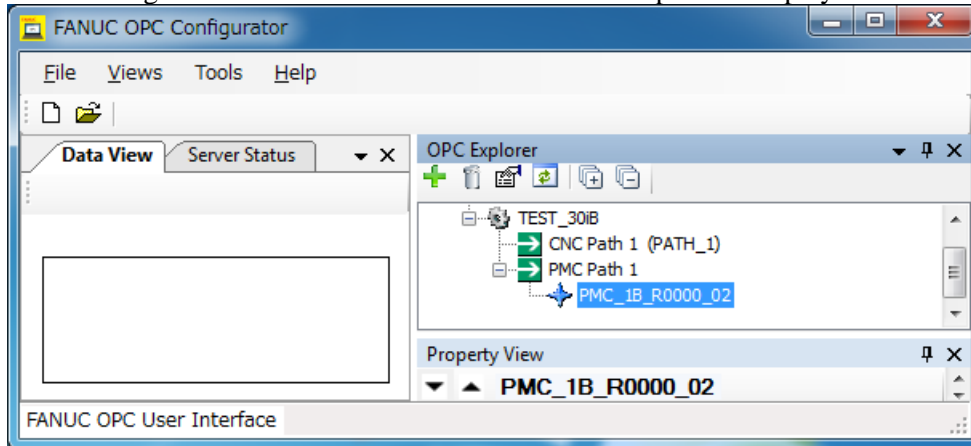 FANUC OPC Configurator
File Views Tools Help
Data View Server Status
OPC Explorer
TEST_30iB
CNC Path 1 (PATH_1)
PMC Path 1
PMC_1B_R0000_02
Property View
PMC_1B_R0000_02
FANUC OPC User Interface